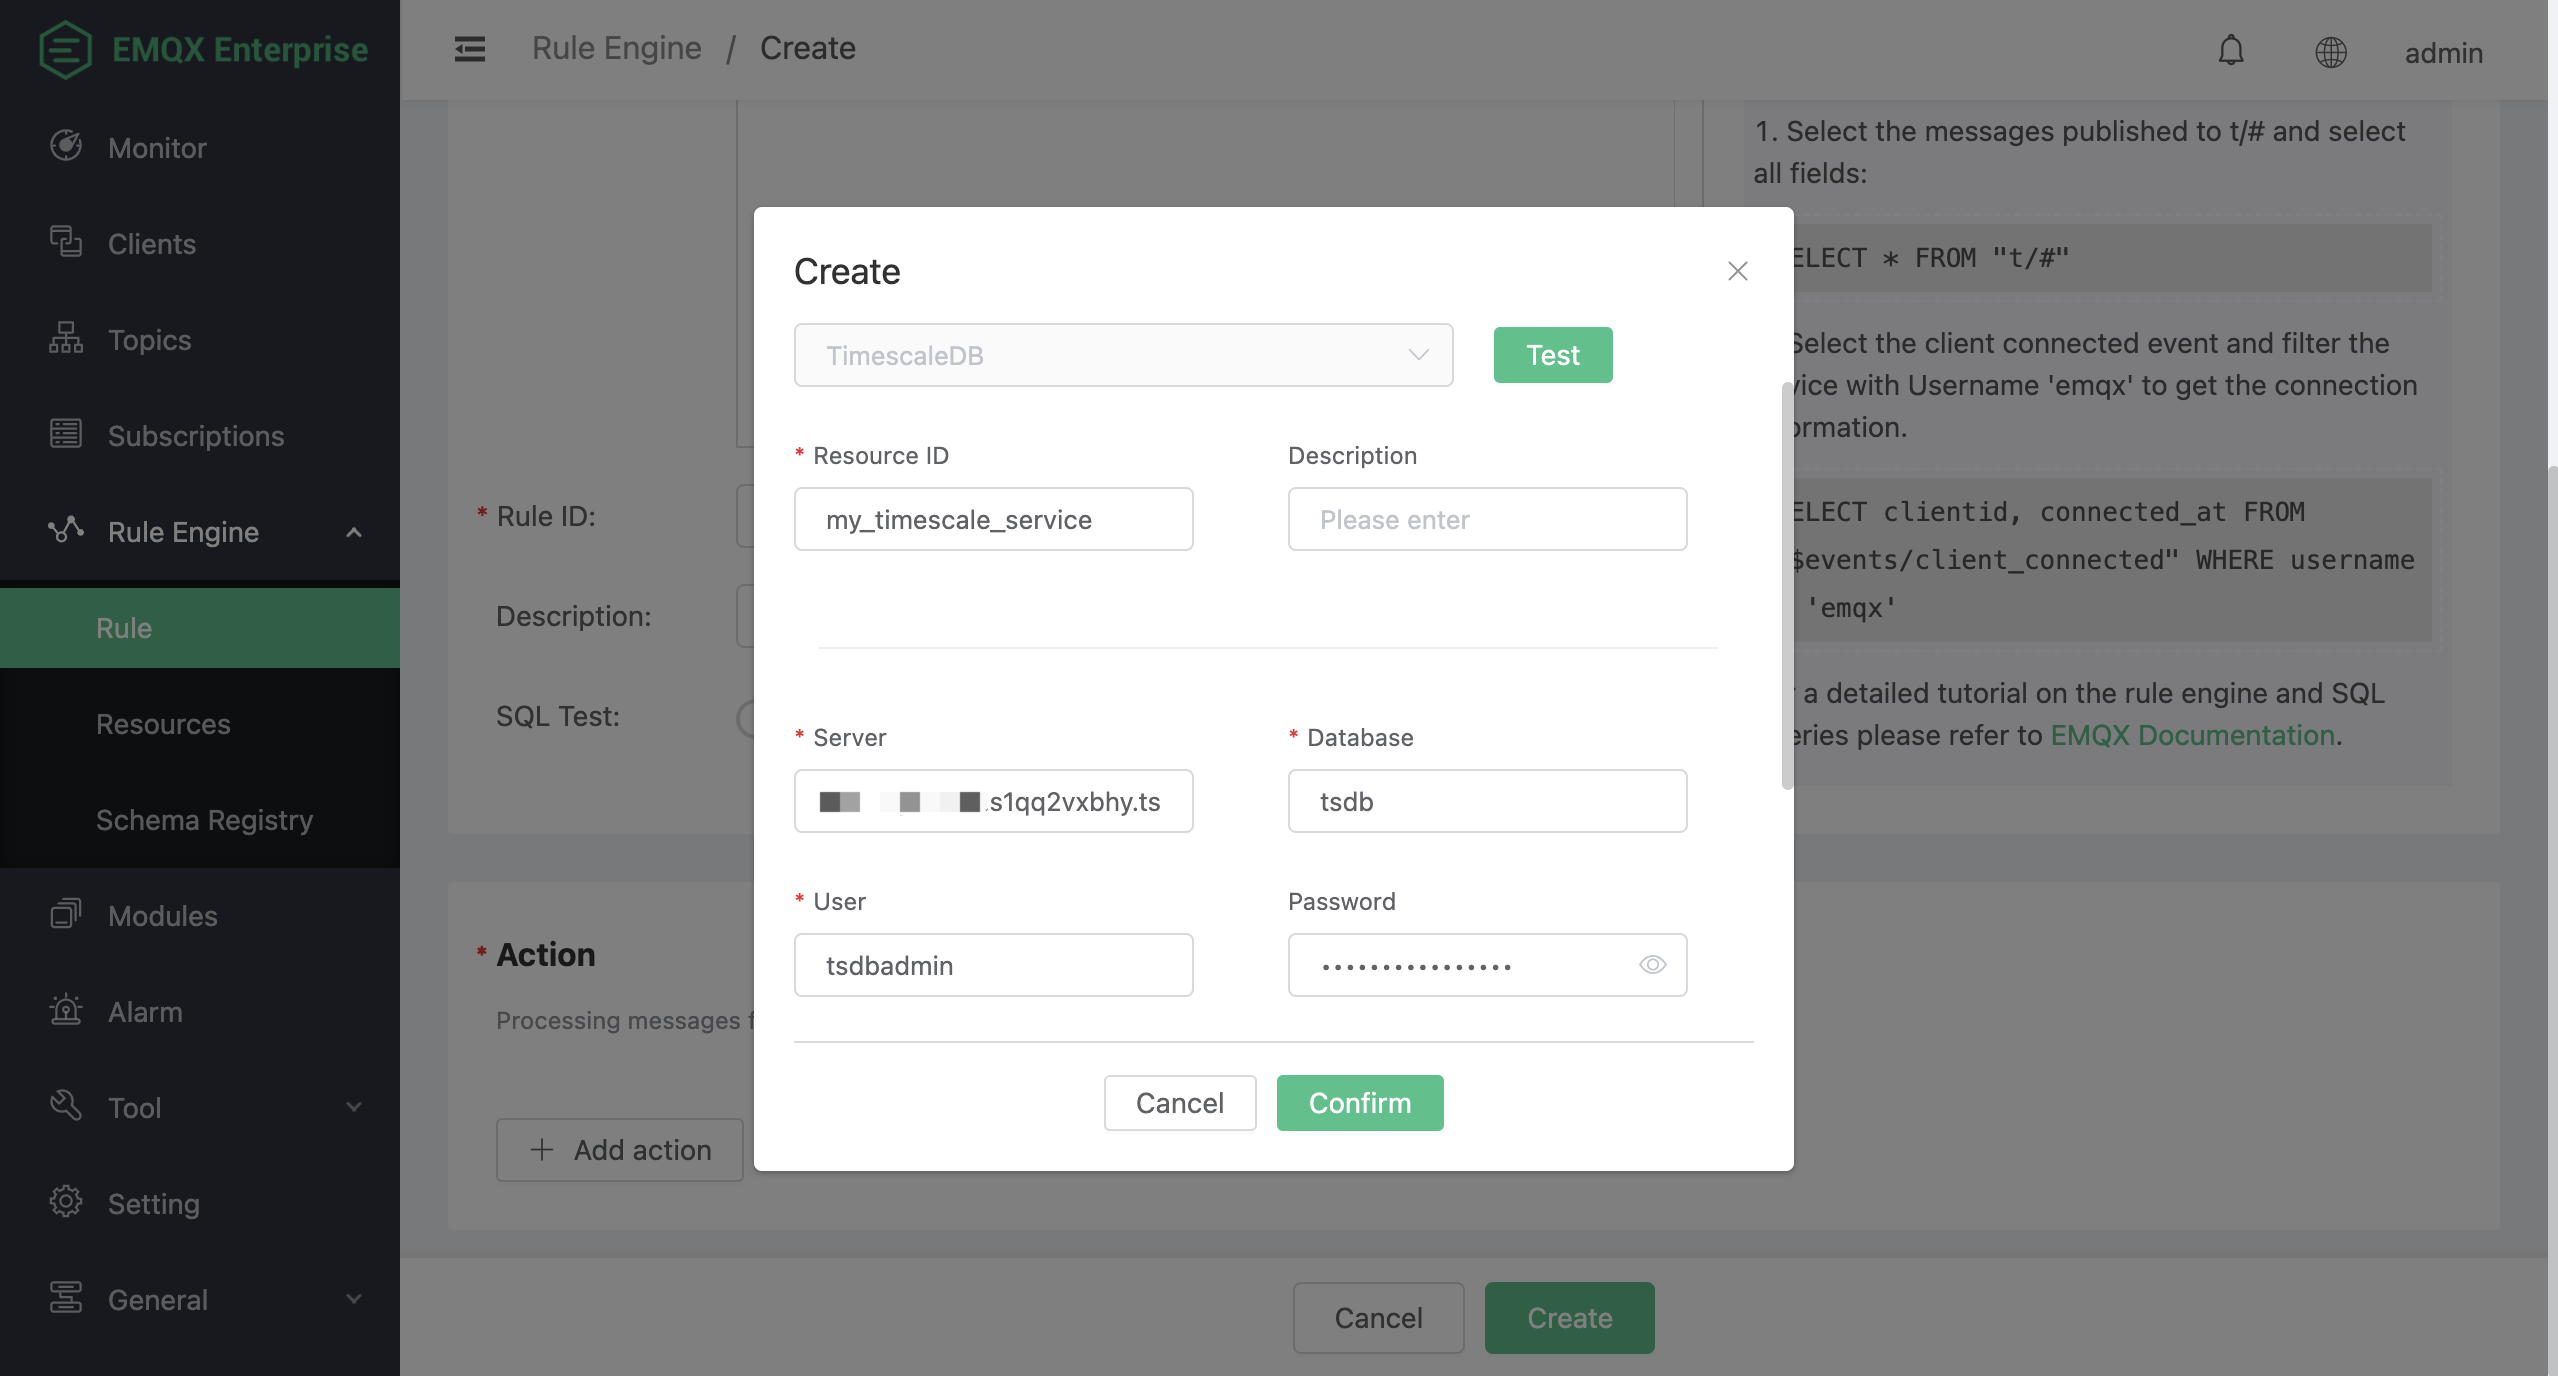 EMQX Enterprise
Rule Engine / Create
admin
Monitor
Clients
Topics
Subscriptions
Rule Engine
Rule
Resources
Schema Registry
Modules
Alarm
Tool
Setting
General
* Rule ID:
Description:
SQL Test:
* Action
Processing messages
+ Add action
Cancel
Create
1. Select the messages published to t/# and select
all fields:
ELECT * FROM "t/#"
Select the client connected event and filter the
vice with Username 'emqx' to get the connection
ormation.
ELECT clientid, connected_at FROM
$events/client_connected" WHERE username
'emqx'
a detailed tutorial on the rule engine and SQL
eries please refer to EMQX Documentation.
Create
TimescaleDB
Test
* Resource ID
Description
my_timescale_service
Please enter
* Server
* Database
.s1qq2vxbhy.ts
tsdb
* User
Password
tsdbadmin
••••••••••••••••
Cancel
Confirm